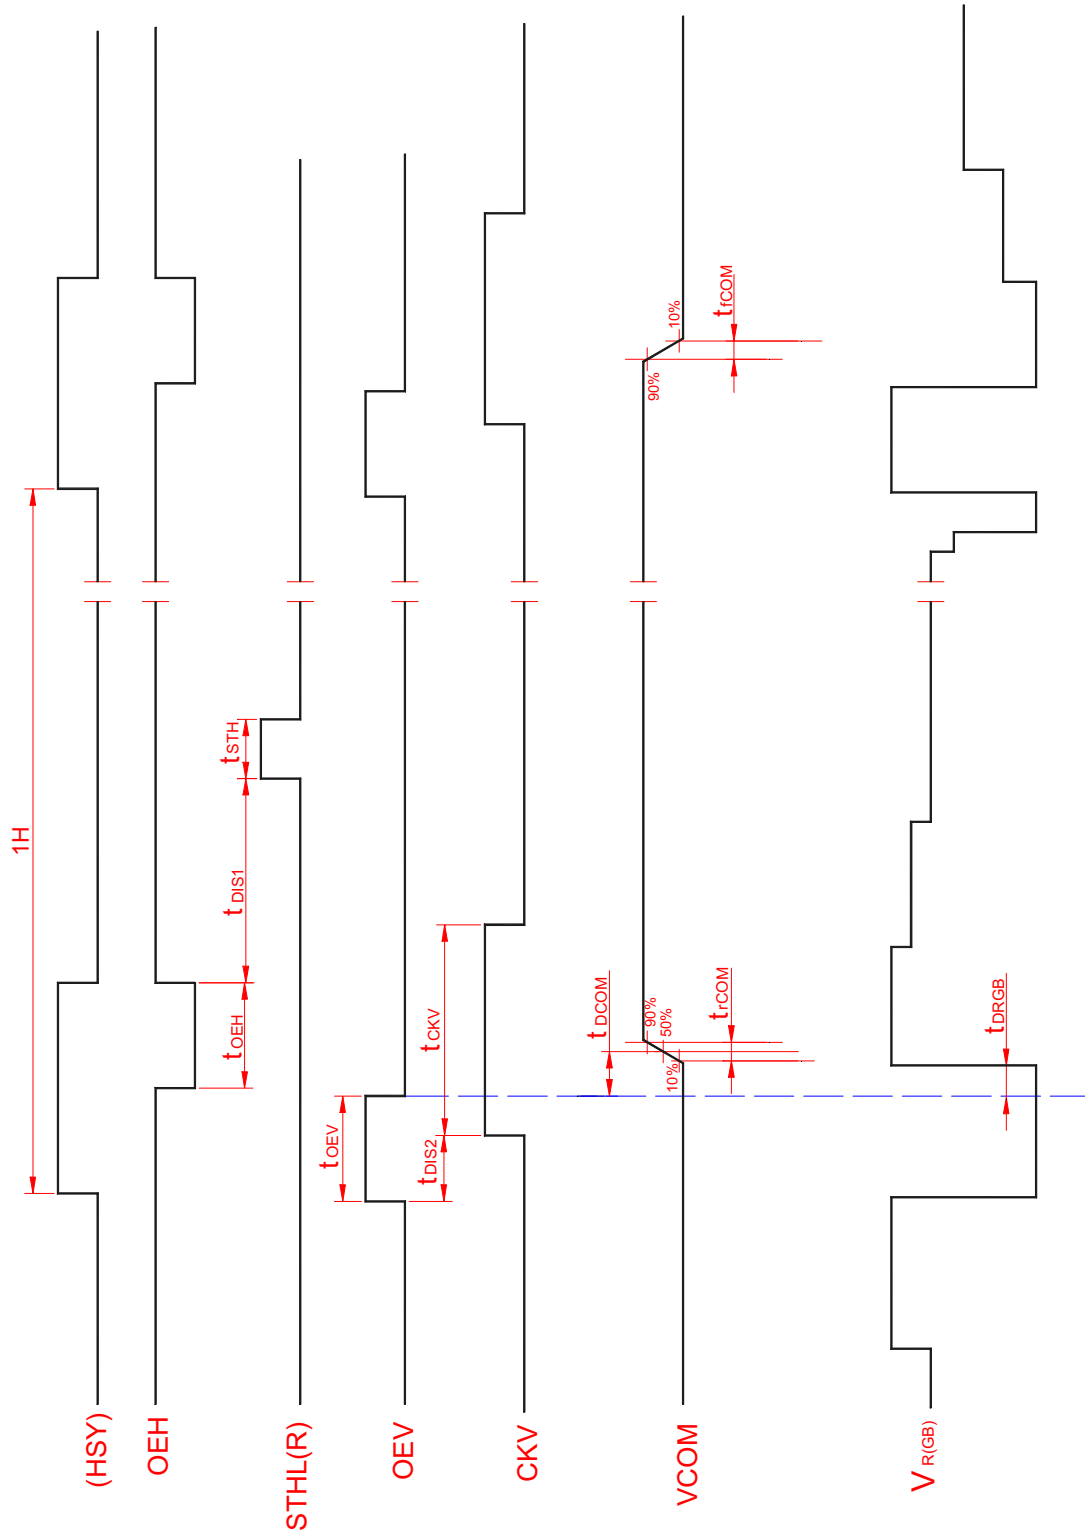 (HSY)
1H
OEH
tOEH
tDIS1
tSTH
STHL(R)
OEV
tOEV
CKV
tDIS2
tCKV
VCOM
tDCOM
10%
50%
90%
trCOM
90%
10%
tfCOM
VR(GB)
tDRGB